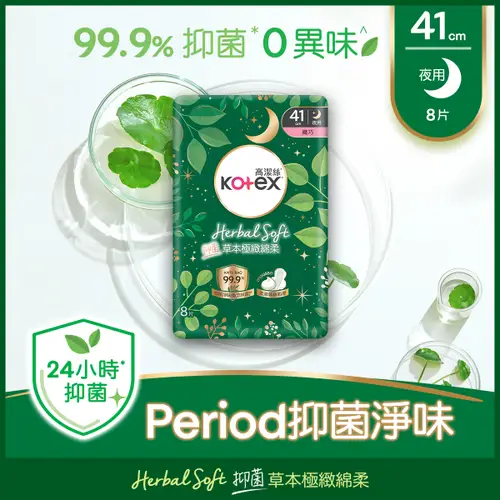 99.9% 抑菌* 0 異味^
41cm
夜用
8片
41
cm
夜用
纖巧
高潔絲
Kotex
Herbal Soft
草本極緻綿柔
99.9%
8片
24小時*
抑菌
Period抑菌淨味
Herbal Soft 抑菌 草本極緻綿柔